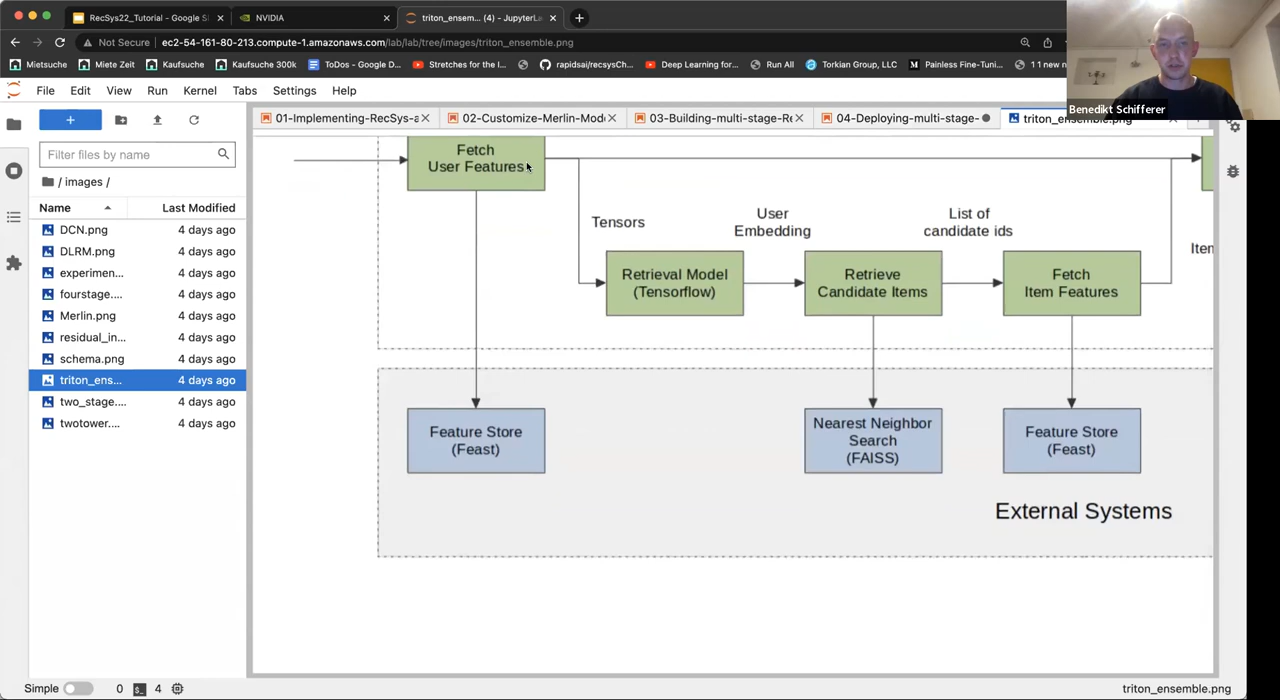 RecSys22_Tutorial - Google Sl
NVIDIA
triton_ensem... (4) - JupyterLa
Not Secure
ec2-54-161-80-213.compute-1.amazonaws.com/lab/lab/tree/images/triton_ensemble.png
Mietsuche
Miete Zeit
Kaufsuche
Kaufsuche 300k
ToDos - Google D...
Stretches for the I...
rapidsai/recsysCh...
Deep Learning for...
Run All
Torkian Group, LLC
Painless Fine-Tuni...
1 1 new n
Benedikt Schifferer
File Edit View Run Kernel Tabs Settings Help
01-Implementing-RecSys-a
02-Customize-Merlin-Mode
03-Building-multi-stage-Re
04-Deploying-multi-stage-
triton_ensemble.png
Filter files by name
/ images /
Name Last Modified
DCN.png 4 days ago
DLRM.png 4 days ago
experimen... 4 days ago
fourstage.... 4 days ago
Merlin.png 4 days ago
residual_in... 4 days ago
schema.png 4 days ago
triton_ens... 4 days ago
two_stage.... 4 days ago
twotower.... 4 days ago
Fetch
User Features
Tensors
User
Embedding
List of
candidate ids
Retrieval Model
(Tensorflow)
Retrieve
Candidate Items
Fetch
Item Features
Feature Store
(Feast)
Nearest Neighbor
Search
(FAISS)
Feature Store
(Feast)
External Systems
Simple
0
4
triton_ensemble.png